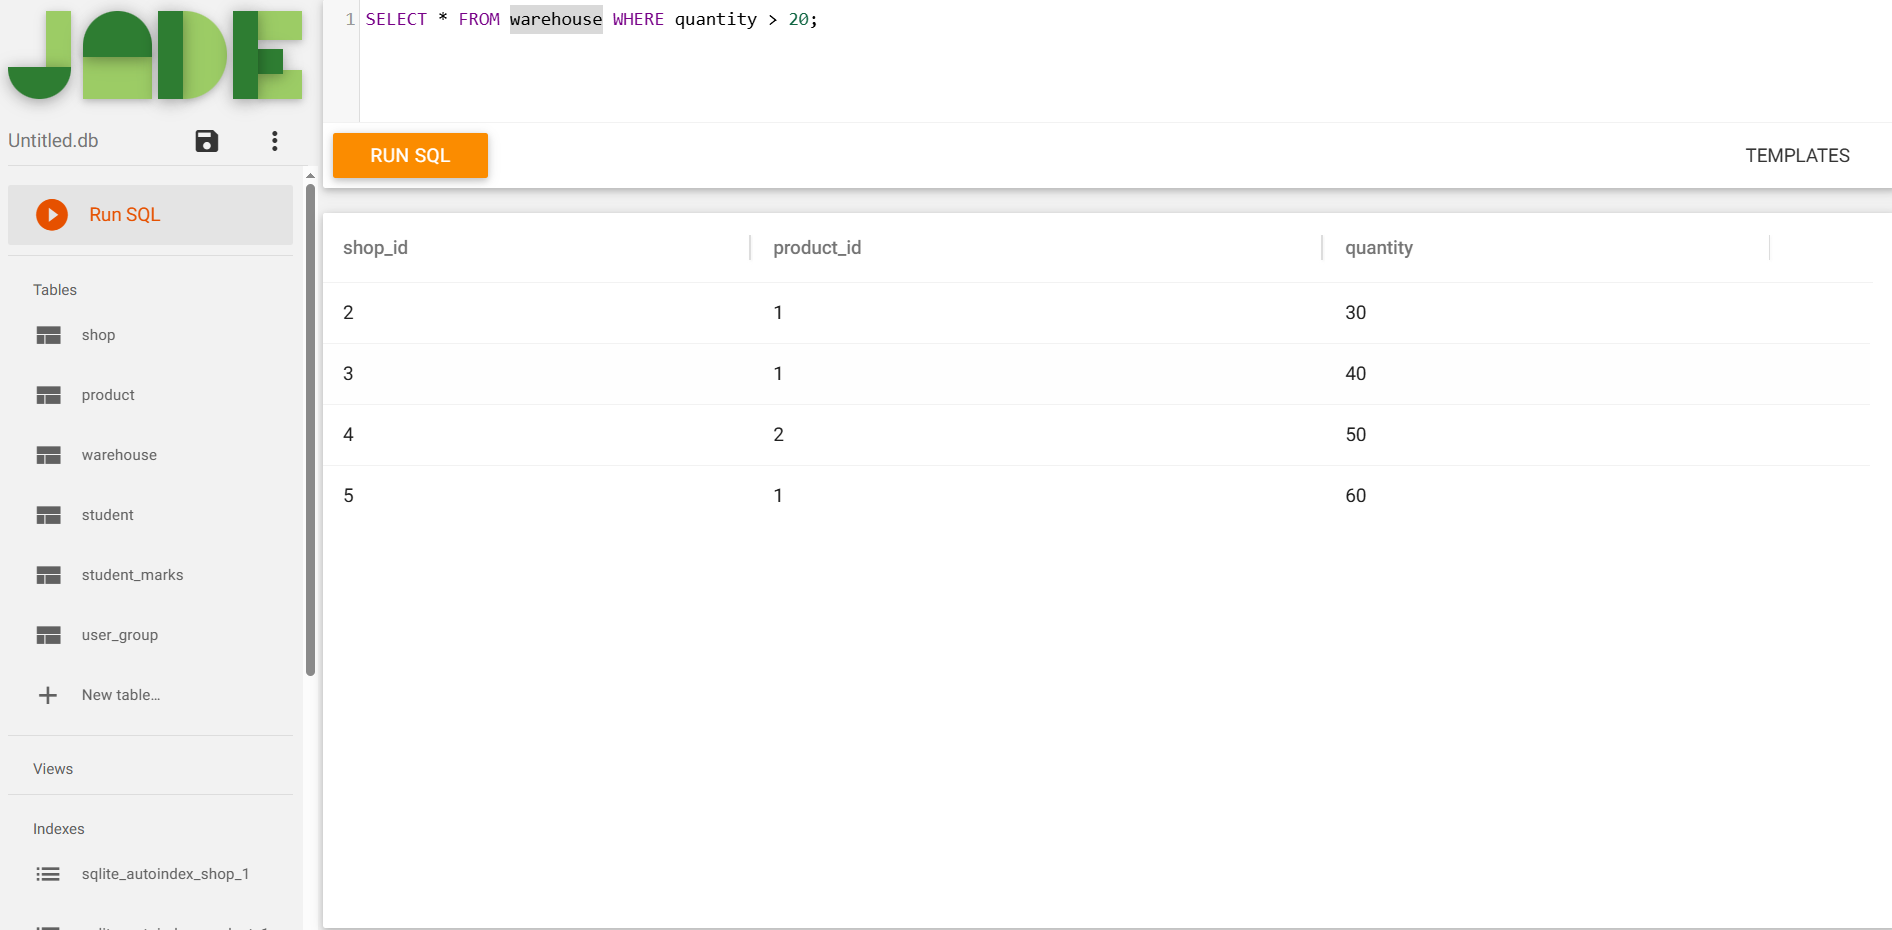 JADE
Untitled.db
Run SQL
Tables
shop
product
warehouse
student
student_marks
user_group
New table...
Views
Indexes
sqlite_autoindex_shop_1
1 SELECT * FROM warehouse WHERE quantity > 20;
RUN SQL
TEMPLATES
shop_id product_id quantity
2 1 30
3 1 40
4 2 50
5 1 60